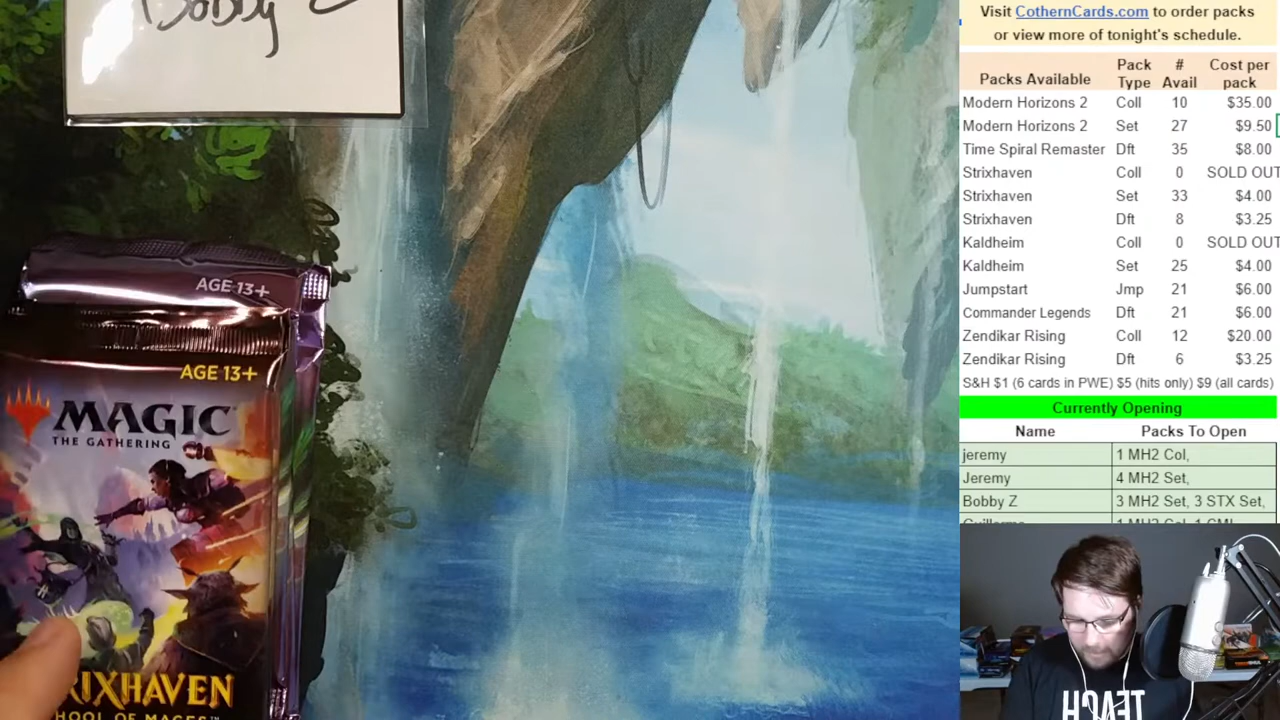 Bobby Z
AGE 13+
AGE 13+
MAGIC
THE GATHERING
RIXHAVEN
HOOL OF MAGES™
Visit CothernCards.com to order packs
or view more of tonight's schedule.
Packs Available Pack Type # Avail Cost per pack
Modern Horizons 2 Coll 10 $35.00
Modern Horizons 2 Set 27 $9.50
Time Spiral Remaster Dft 35 $8.00
Strixhaven Coll 0 SOLD OUT
Strixhaven Set 33 $4.00
Strixhaven Dft 8 $3.25
Kaldheim Coll 0 SOLD OUT
Kaldheim Set 25 $4.00
Jumpstart Jmp 21 $6.00
Commander Legends Dft 21 $6.00
Zendikar Rising Coll 12 $20.00
Zendikar Rising Dft 6 $3.25
S&H $1 (6 cards in PWE) $5 (hits only) $9 (all cards)
Currently Opening
Name Packs To Open
jeremy 1 MH2 Col,
Jeremy 4 MH2 Set,
Bobby Z 3 MH2 Set, 3 STX Set,
TEACH